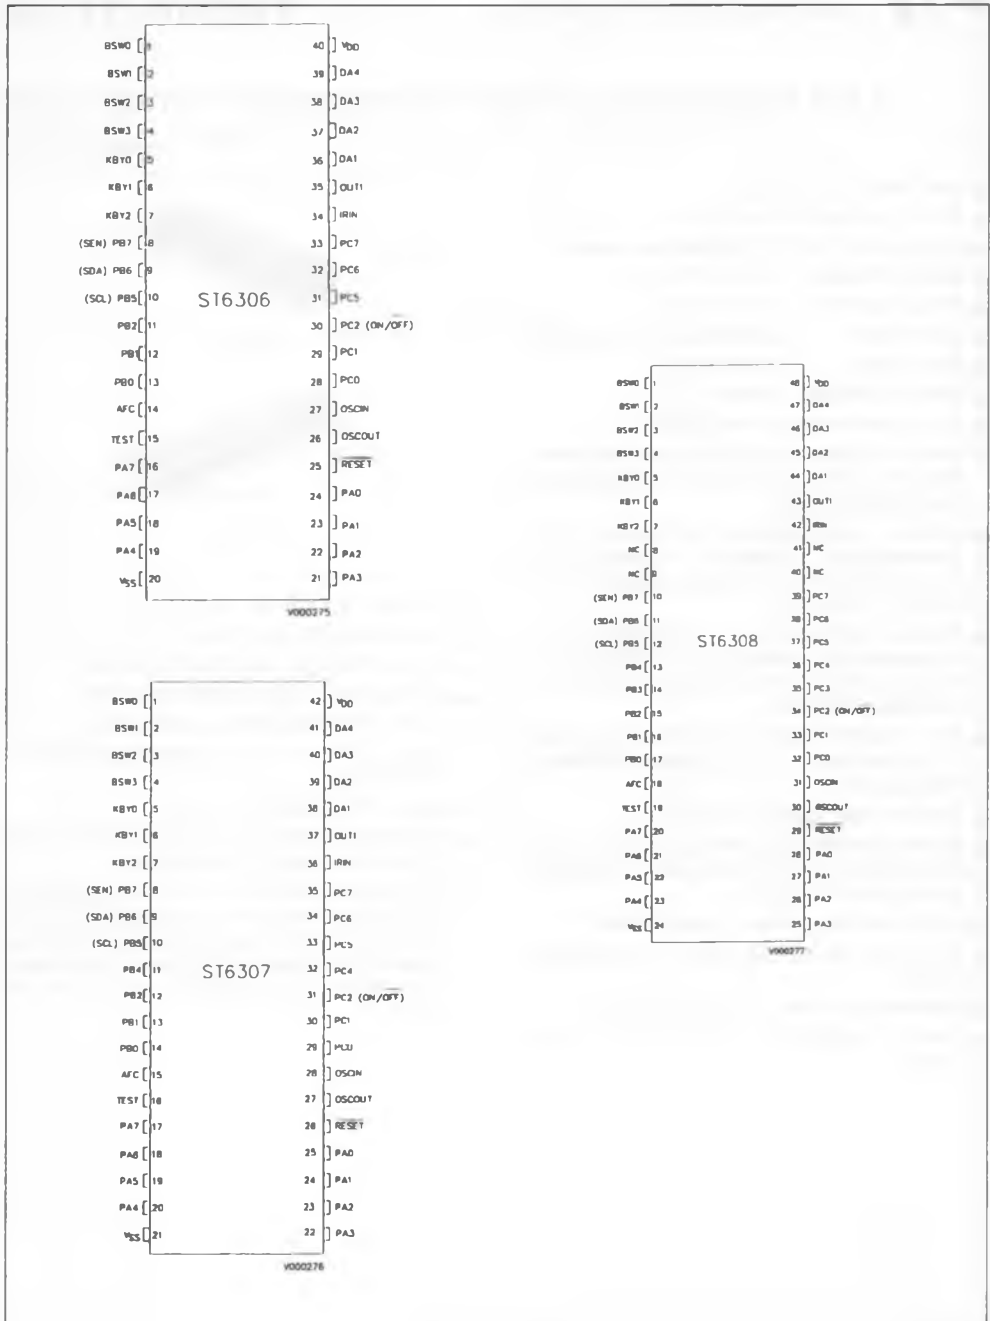 BSW0 [ 1 40 ] VDD
BSW1 [ 2 39 ] DA4
BSW2 [ 3 38 ] DA3
BSW3 [ 4 37 ] DA2
KBY0 [ 5 36 ] DA1
KBY1 [ 6 35 ] OUT1
KBY2 [ 7 34 ] IRIN
(SEN) PB7 [ 8 33 ] PC7
(SDA) PB6 [ 9 32 ] PC6
(SCL) PB5 [ 10 ST6306 31 ] PC5
PB2 [ 11 30 ] PC2 (ON/OFF)
PB1 [ 12 29 ] PC1
PB0 [ 13 28 ] PC0
AFC [ 14 27 ] OSCIN
TEST [ 15 26 ] OSCOUT
PA7 [ 16 25 ] RESET
PA6 [ 17 24 ] PA0
PA5 [ 18 23 ] PA1
PA4 [ 19 22 ] PA2
VSS [ 20 21 ] PA3
V000275
BSW0 [ 1 42 ] VDD
BSW1 [ 2 41 ] DA4
BSW2 [ 3 40 ] DA3
BSW3 [ 4 39 ] DA2
KBY0 [ 5 38 ] DA1
KBY1 [ 6 37 ] OUT1
KBY2 [ 7 36 ] IRIN
(SEN) PB7 [ 8 35 ] PC7
(SDA) PB6 [ 9 34 ] PC6
(SCL) PB5 [ 10 33 ] PC5
PB4 [ 11 ST6307 32 ] PC4
PB2 [ 12 31 ] PC2 (ON/OFF)
PB1 [ 13 30 ] PC1
PB0 [ 14 29 ] PC0
AFC [ 15 28 ] OSCIN
TEST [ 16 27 ] OSCOUT
PA7 [ 17 26 ] RESET
PA6 [ 18 25 ] PA0
PA5 [ 19 24 ] PA1
PA4 [ 20 23 ] PA2
VSS [ 21 22 ] PA3
V000276
BSW0 [ 1 48 ] VDD
BSW1 [ 2 47 ] DA4
BSW2 [ 3 46 ] DA3
BSW3 [ 4 45 ] DA2
KBY0 [ 5 44 ] DA1
KBY1 [ 6 43 ] OUT1
KBY2 [ 7 42 ] IRIN
NC [ 8 41 ] NC
NC [ 9 40 ] NC
(SEN) PB7 [ 10 39 ] PC7
(SDA) PB6 [ 11 38 ] PC6
(SCL) PB5 [ 12 ST6308 37 ] PC5
PB4 [ 13 36 ] PC4
PB3 [ 14 35 ] PC3
PB2 [ 15 34 ] PC2 (ON/OFF)
PB1 [ 16 33 ] PC1
PB0 [ 17 32 ] PC0
AFC [ 18 31 ] OSCIN
TEST [ 19 30 ] OSCOUT
PA7 [ 20 29 ] RESET
PA6 [ 21 28 ] PA0
PA5 [ 22 27 ] PA1
PA4 [ 23 26 ] PA2
VSS [ 24 25 ] PA3
V000277